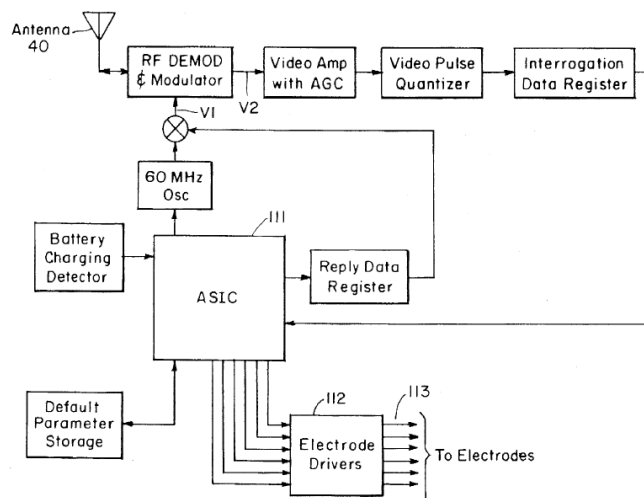 Antenna
40
RF DEMOD
& Modulator
Video Amp
with AGC
Video Pulse
Quantizer
Interrogation
Data Register
V1
V2
60 MHz
Osc
111
Battery
Charging
Detector
ASIC
Reply Data
Register
Default
Parameter
Storage
112
113
Electrode
Drivers
To Electrodes